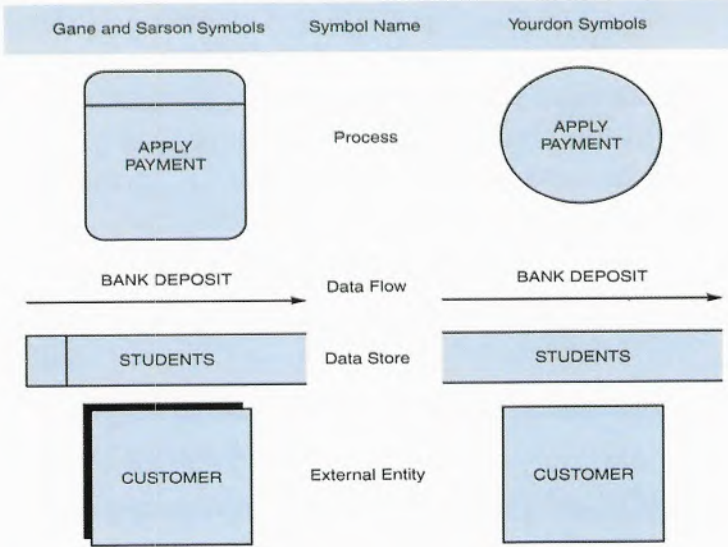 Gane and Sarson Symbols Symbol Name Yourdon Symbols
APPLY
PAYMENT
Process
APPLY
PAYMENT
BANK DEPOSIT
Data Flow
BANK DEPOSIT
STUDENTS
Data Store
STUDENTS
CUSTOMER
External Entity
CUSTOMER